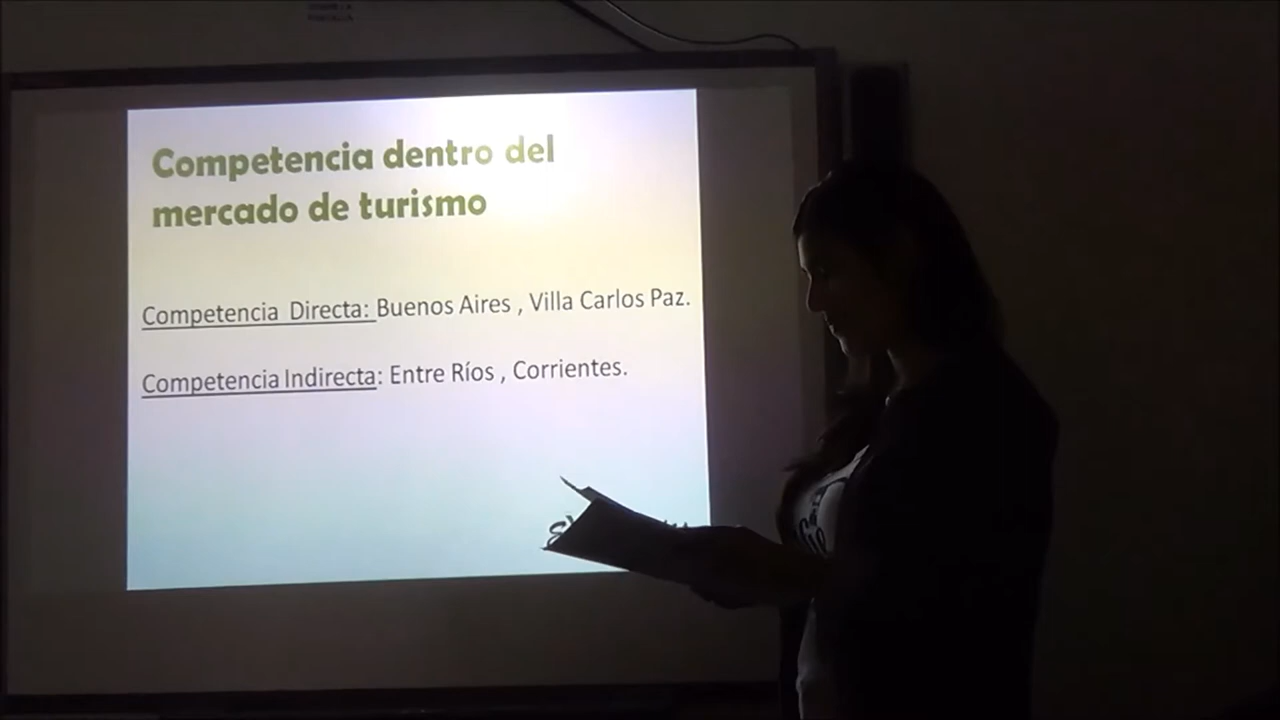 Competencia dentro del
mercado de turismo
Competencia Directa: Buenos Aires , Villa Carlos Paz.
Competencia Indirecta: Entre Ríos , Corrientes.